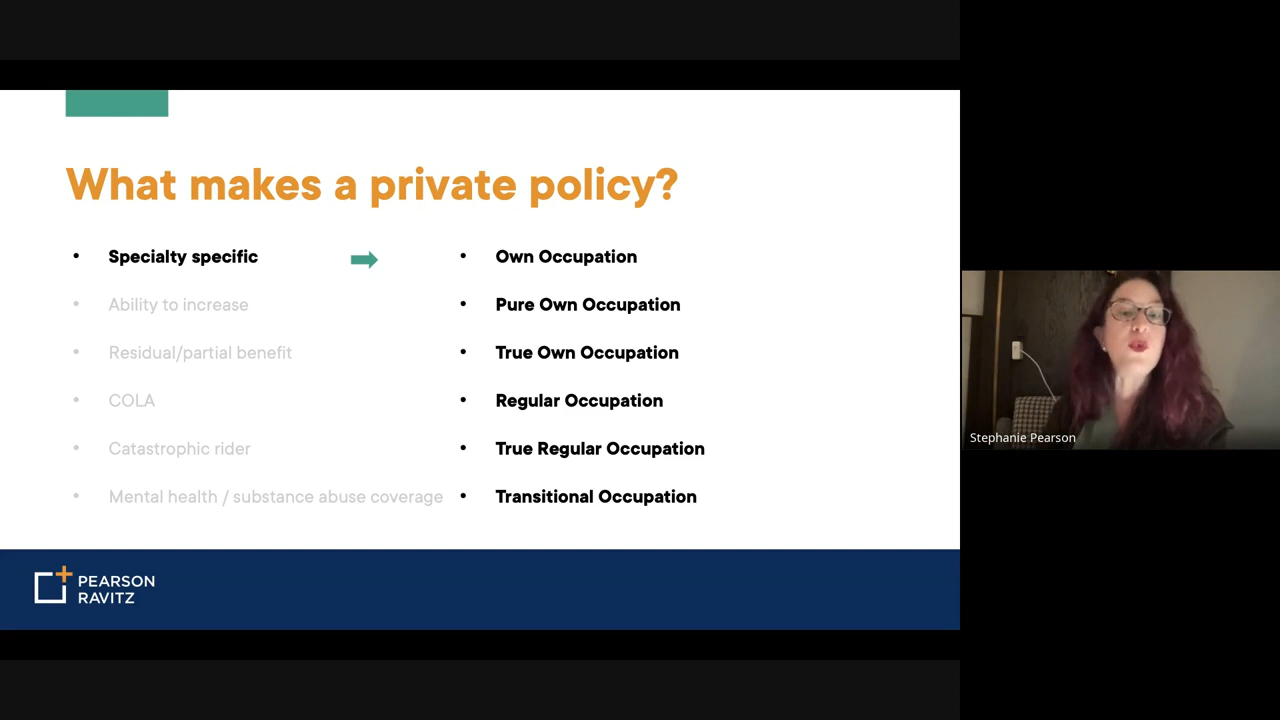 What makes a private policy?
• Specialty specific
• Ability to increase
• Residual/partial benefit
• COLA
• Catastrophic rider
• Mental health / substance abuse coverage
• Own Occupation
• Pure Own Occupation
• True Own Occupation
• Regular Occupation
• True Regular Occupation
• Transitional Occupation
PEARSON
RAVITZ
Stephanie Pearson